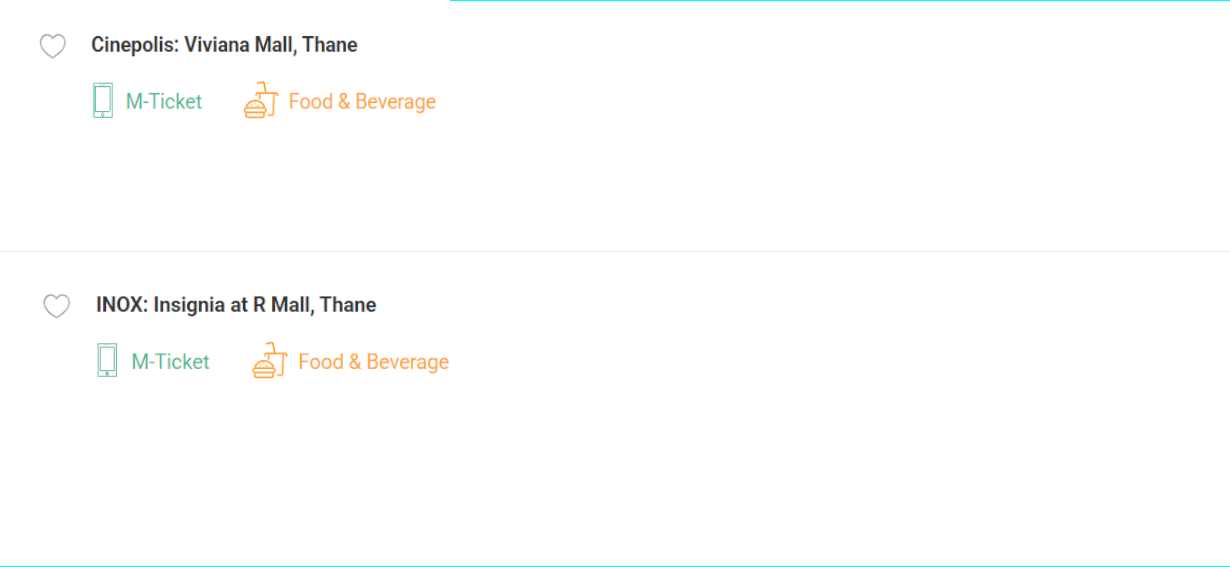 Cinepolis: Viviana Mall, Thane
M-Ticket Food & Beverage
INOX: Insignia at R Mall, Thane
M-Ticket Food & Beverage